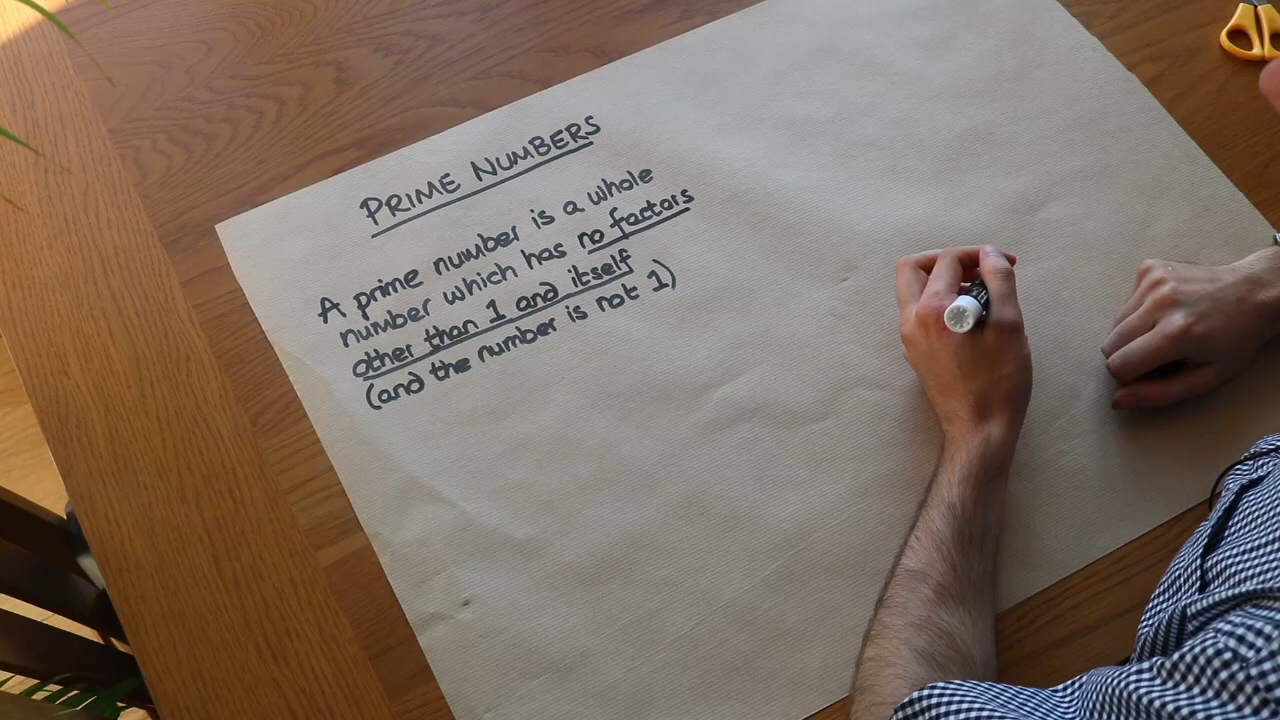 PRIME NUMBERS
A prime number is a whole
number which has no factors
other than 1 and itself
(and the number is not 1)